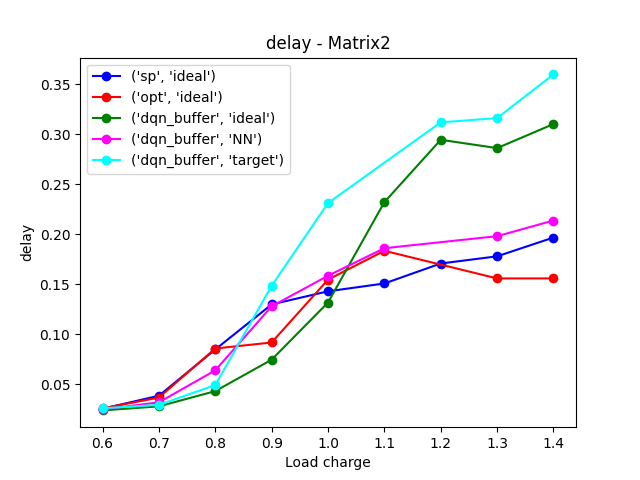 delay - Matrix2
('sp', 'ideal')
('opt', 'ideal')
('dqn_buffer', 'ideal')
('dqn_buffer', 'NN')
('dqn_buffer', 'target')
delay
0.35
0.30
0.25
0.20
0.15
0.10
0.05
0.6 0.7 0.8 0.9 1.0 1.1 1.2 1.3 1.4
Load charge